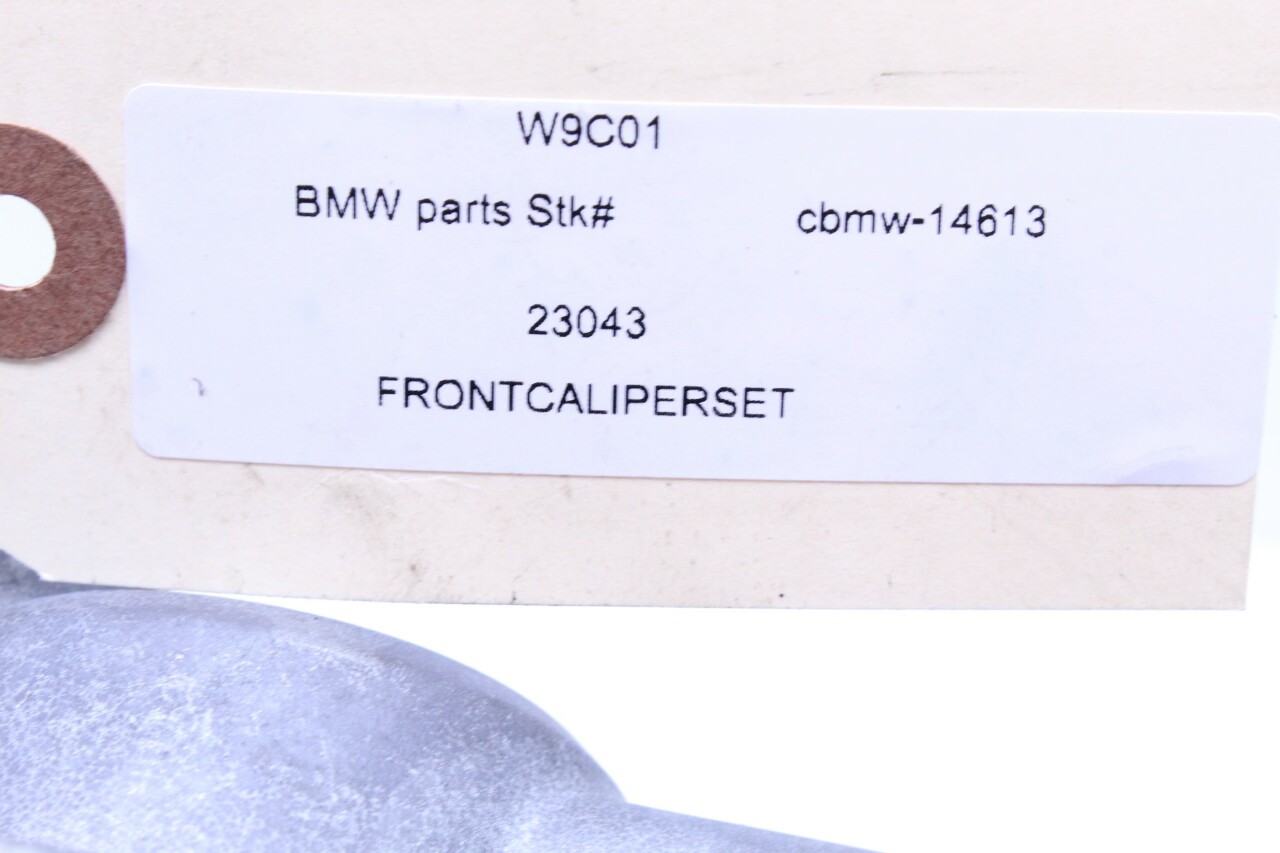 W9C01
BMW parts Stk# cbmw-14613
23043
FRONTCALIPERSET